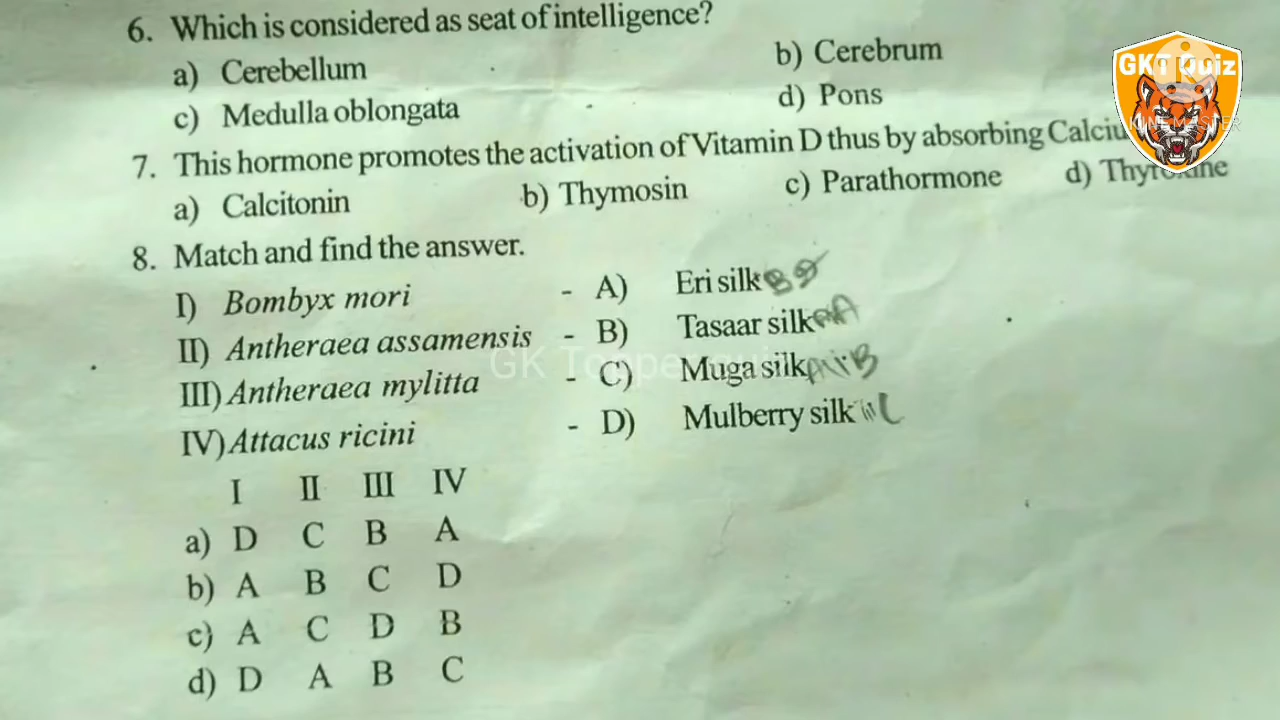 6. Which is considered as seat of intelligence?
a) Cerebellum b) Cerebrum
c) Medulla oblongata d) Pons
7. This hormone promotes the activation of Vitamin D thus by absorbing
a) Calcitonin b) Thymosin c) Parathormone d)
8. Match and find the answer.
I) Bombyx mori - A) Eri silk
II) Antheraea assamensis - B) Tasaar silk
III) Antheraea mylitta - C) Muga silk
IV) Attacus ricini - D) Mulberry silk
I II III IV
a) D C B A
b) A B C D
c) A C D B
d) D A B C
GKT Quiz